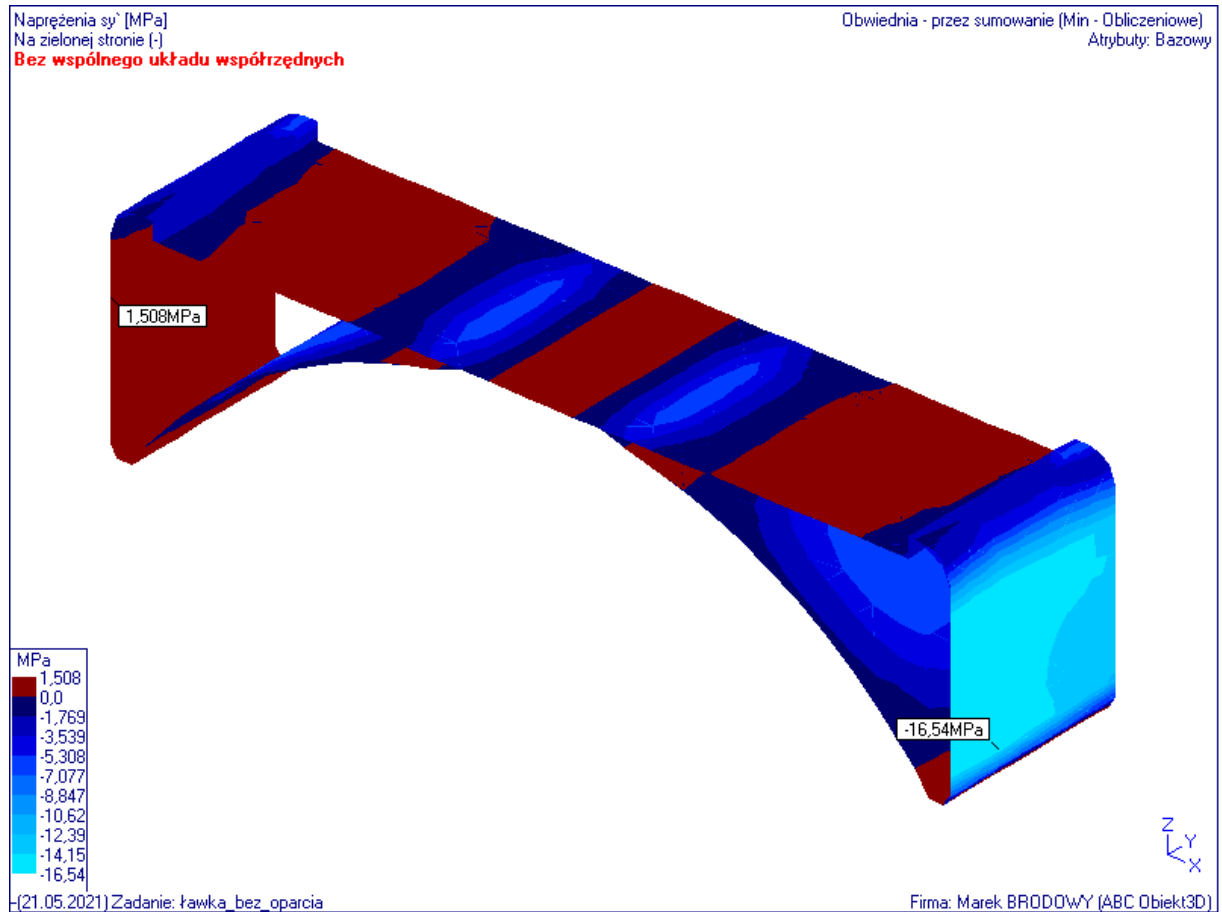 Naprężenia sy` [MPa]
Na zielonej stronie (-)
Bez wspólnego układu współrzędnych
Obwiednia - przez sumowanie (Min - Obliczeniowe)
Atrybuty: Bazowy
1,508MPa
-16,54MPa
MPa
1,508
0,0
-1,769
-3,539
-5,308
-7,077
-8,847
-10,62
-12,39
-14,15
-16,54
Z
Y
X
-(21.05.2021) Zadanie: ławka_bez_oparcia
Firma: Marek BRODOWY (ABC Obiekt3D)